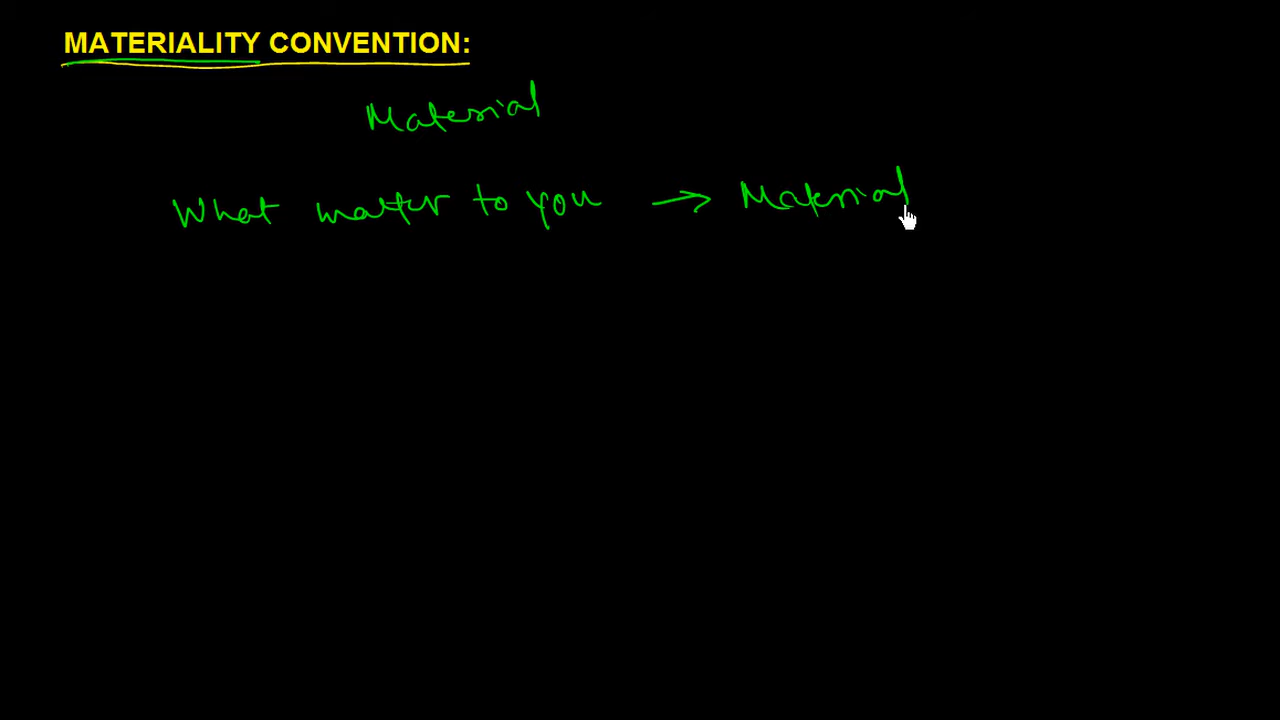 MATERIALITY CONVENTION:
Material
What matter to you → Material